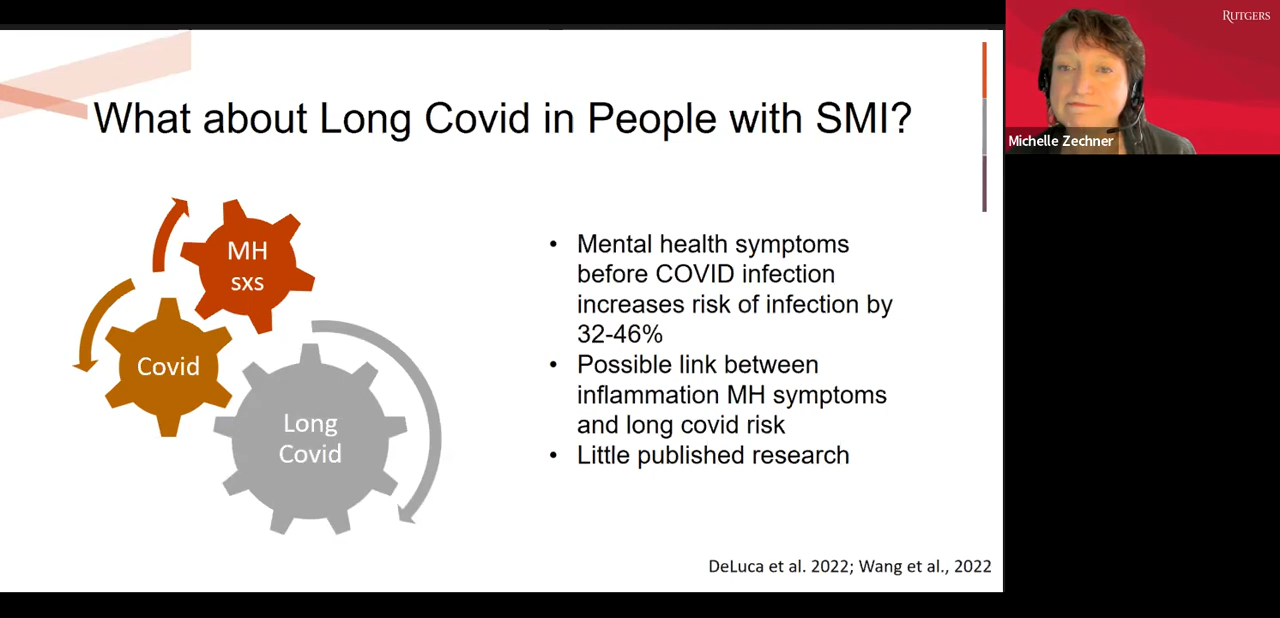 RUTGERS
Michelle Zechner
What about Long Covid in People with SMI?
MH
sxs
Covid
Long
Covid
• Mental health symptoms
before COVID infection
increases risk of infection by
32-46%
• Possible link between
inflammation MH symptoms
and long covid risk
• Little published research
DeLuca et al. 2022; Wang et al., 2022